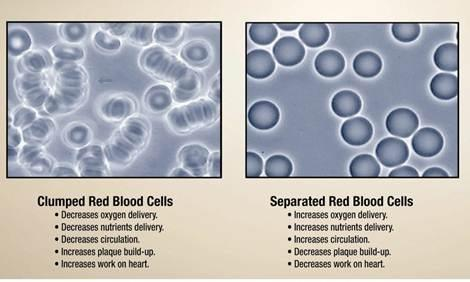 Clumped Red Blood Cells
• Decreases oxygen delivery.
• Decreases nutrients delivery.
• Decreases circulation.
• Increases plaque build-up.
• Increases work on heart.
Separated Red Blood Cells
• Increases oxygen delivery.
• Increases nutrients delivery.
• Increases circulation.
• Decreases plaque build-up.
• Decreases work on heart.